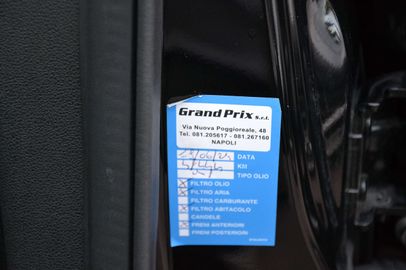 Grand Prix s.r.l.
Via Nuova Poggioreale, 48
Tel. 081.205617 - 081.267160
NAPOLI
DATA
KM
TIPO OLIO
FILTRO OLIO
FILTRO ARIA
FILTRO CARBURANTE
FILTRO ABITACOLO
CANDELE
FRENI ANTERIORI
FRENI POSTERIORI